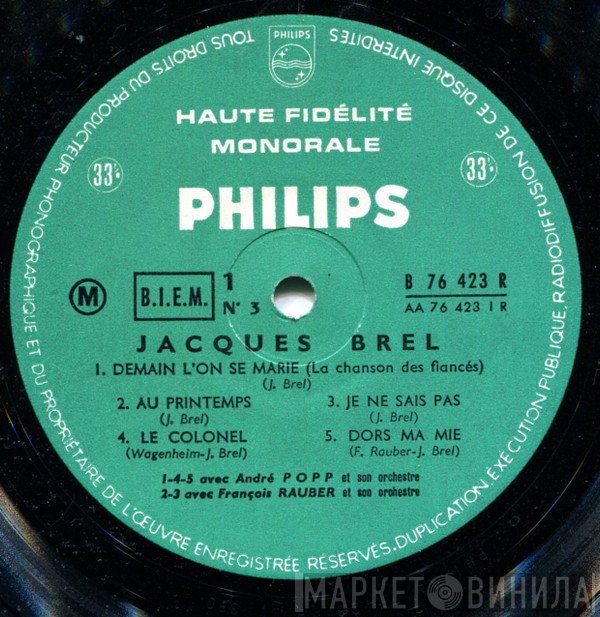 TOUS DROITS DU PRODUCTEUR PHONOGRAPHIQUE ET DU PROPRIÉTAIRE DE L'ŒUVRE ENREGISTRÉE RÉSERVÉS. DUPLICATION EXÉCUTION PUBLIQUE, RADIODIFFUSION DE CE DISQUE INTERDITES
PHILIPS
HAUTE FIDÉLITÉ
MONORALE
33 33
PHILIPS
M B.I.E.M. 1 B 76 423 R
N° 3 AA 76 423 1 R
JACQUES BREL
1. DEMAIN L'ON SE MARIE (La chanson des fiancés)
(J. Brel)
2. AU PRINTEMPS 3. JE NE SAIS PAS
(J. Brel) (J. Brel)
4. LE COLONEL 5. DORS MA MIE
(Wagenheim-J. Brel) (F. Rauber-J. Brel)
1-4-5 avec André POPP et son orchestre
2-3 avec François RAUBER et son orchestre
МАРКЕТ ВИНИЛА